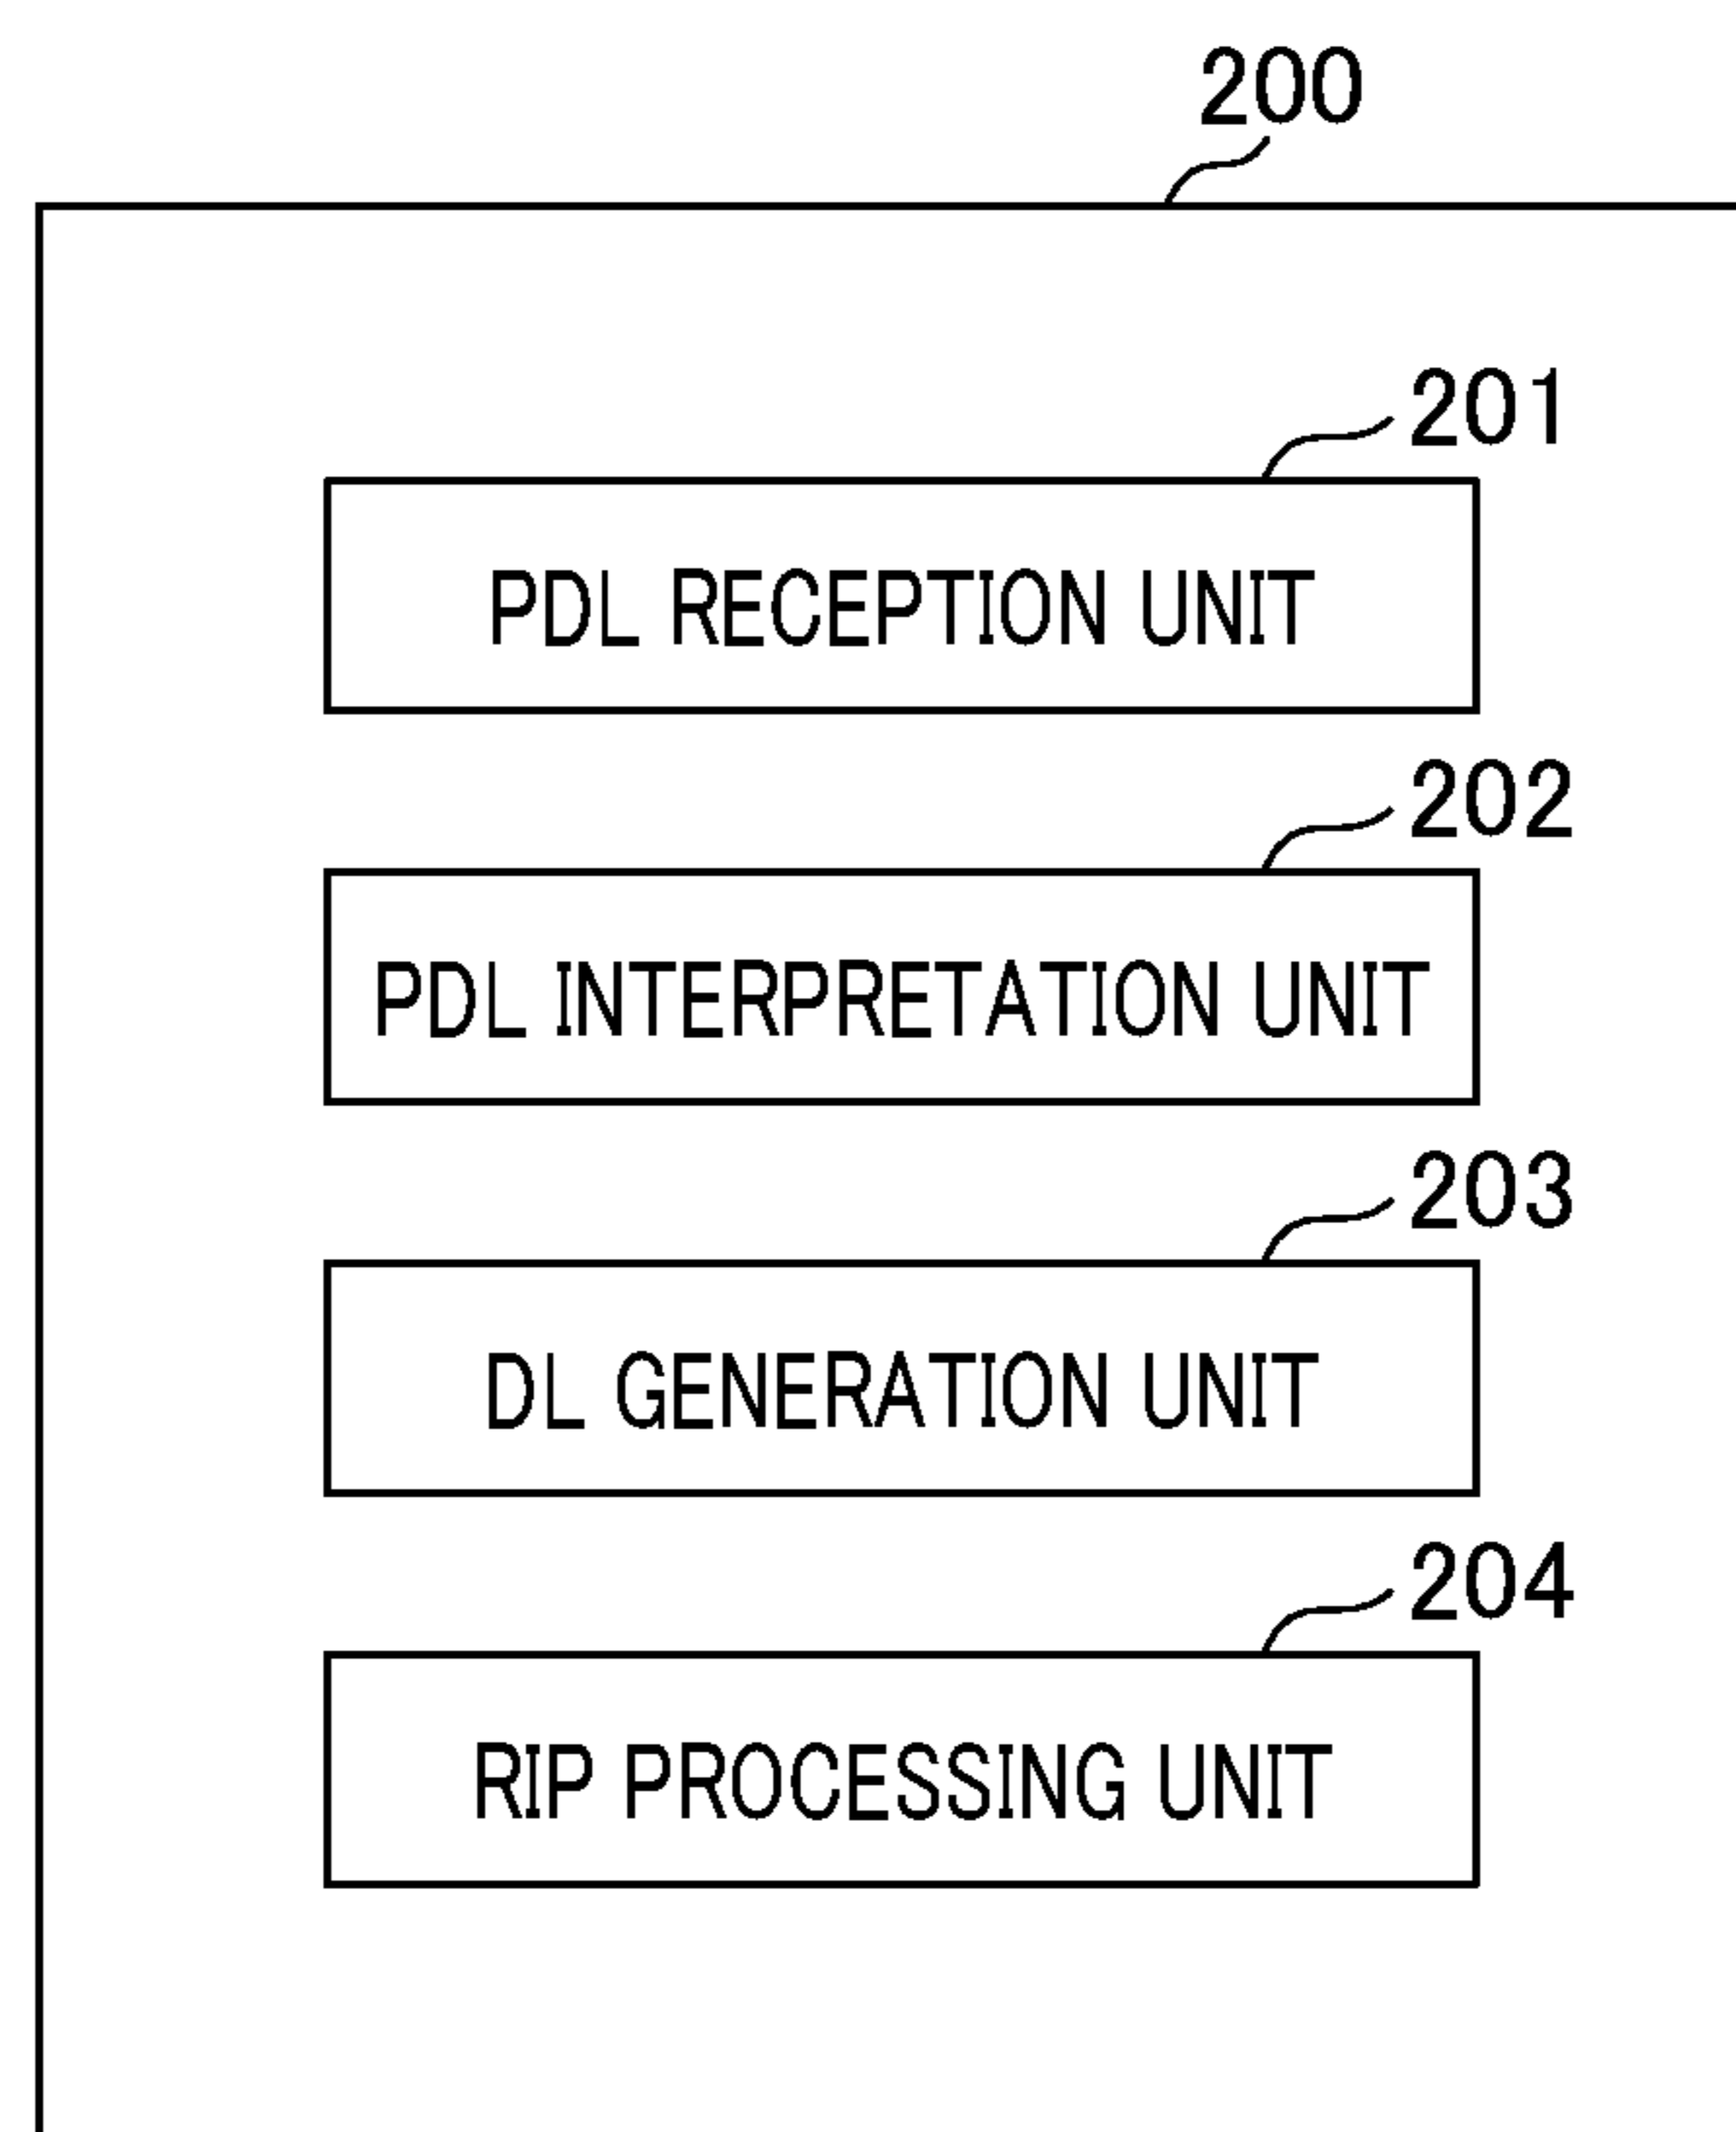 200
201
PDL RECEPTION UNIT
202
PDL INTERPRETATION UNIT
203
DL GENERATION UNIT
204
RIP PROCESSING UNIT